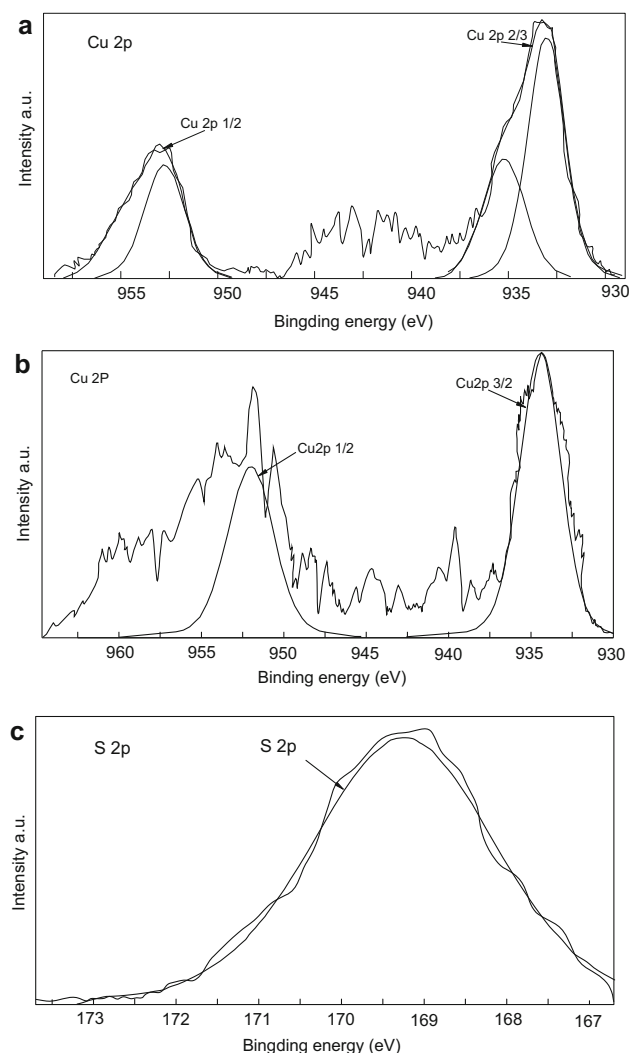 a
Cu 2p
Cu 2p 2/3
Cu 2p 1/2
Intensity a.u.
955 950 945 940 935 930
Bingding energy (eV)
b
Cu 2P
Cu2p 3/2
Cu2p 1/2
Intensity a.u.
960 955 950 945 940 935 930
Binding energy (eV)
c
S 2p S 2p
Intensity a.u.
173 172 171 170 169 168 167
Bingding energy (eV)